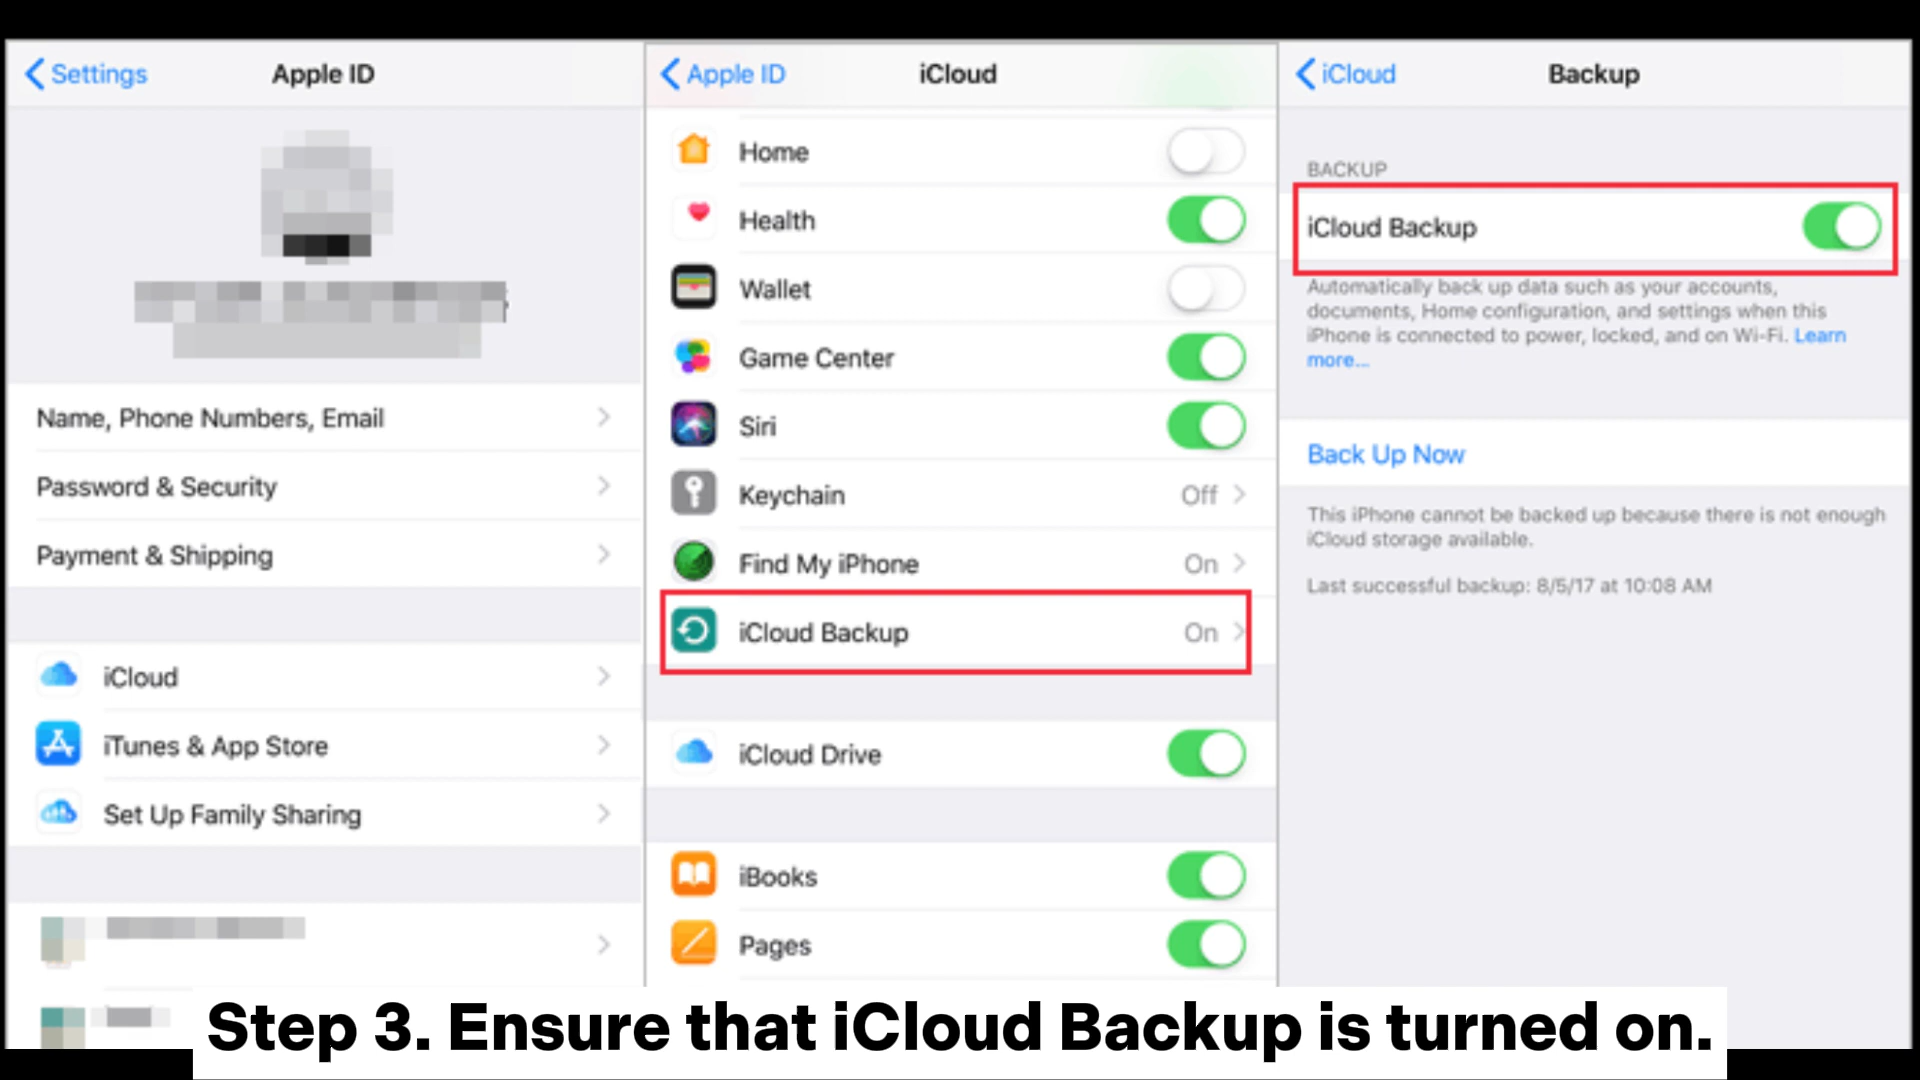 Settings
Apple ID
Name, Phone Numbers, Email
Password & Security
Payment & Shipping
iCloud
iTunes & App Store
Set Up Family Sharing
Apple ID
iCloud
Home
Health
Wallet
Game Center
Siri
Keychain Off
Find My iPhone On
iCloud Backup On
iCloud Drive
iBooks
Pages
iCloud
Backup
BACKUP
iCloud Backup
Automatically back up data such as your accounts,
documents, Home configuration, and settings when this
iPhone is connected to power, locked, and on Wi-Fi. Learn
more...
Back Up Now
This iPhone cannot be backed up because there is not enough
iCloud storage available.
Last successful backup: 8/5/17 at 10:08 AM
Step 3. Ensure that iCloud Backup is turned on.